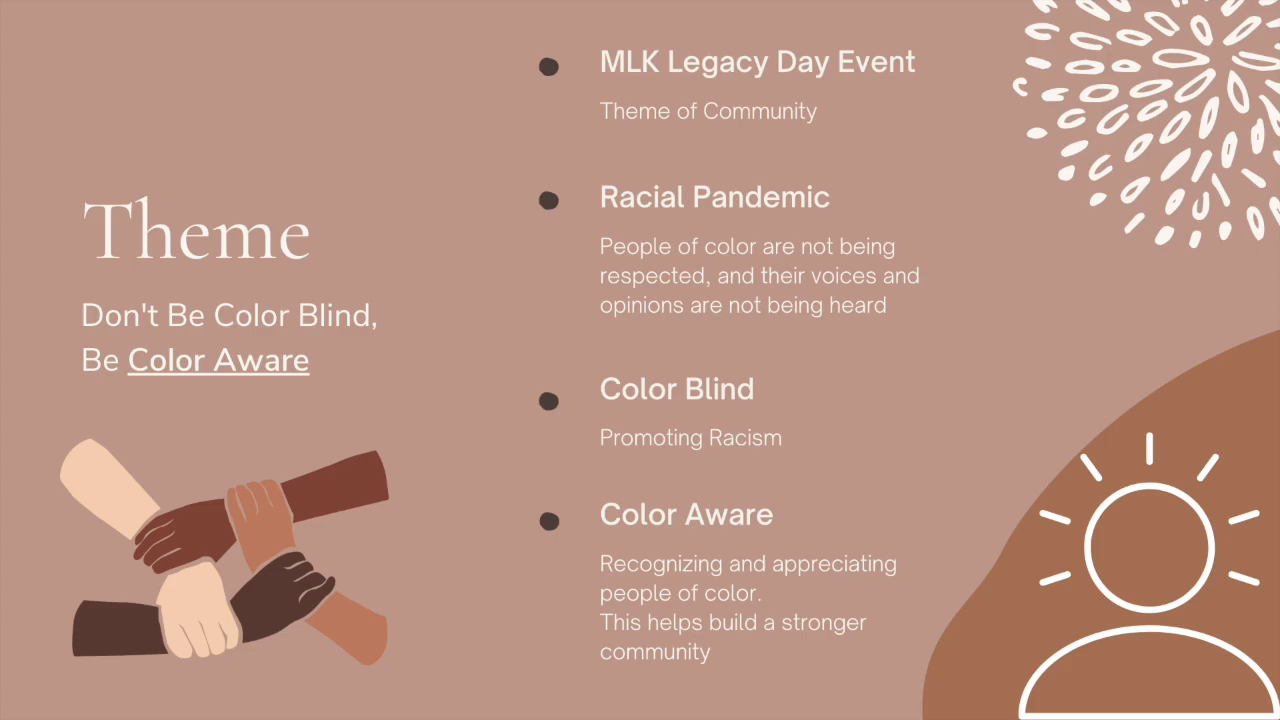 Theme
Don't Be Color Blind,
Be Color Aware
MLK Legacy Day Event
Theme of Community
Racial Pandemic
People of color are not being
respected, and their voices and
opinions are not being heard
Color Blind
Promoting Racism
Color Aware
Recognizing and appreciating
people of color.
This helps build a stronger
community